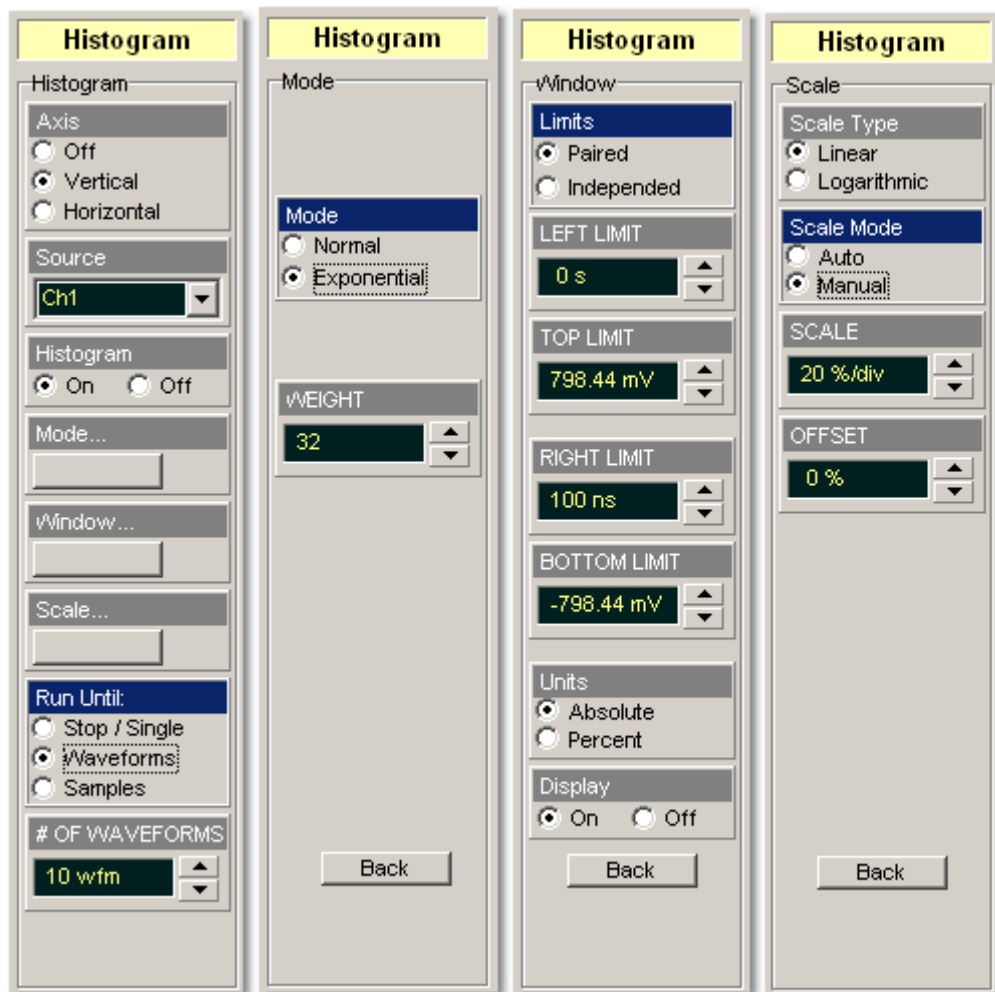 Histogram
Histogram
Axis
Off
Vertical
Horizontal
Source
Ch1
Histogram
On Off
Mode...
Window...
Scale...
Run Until:
Stop / Single
Waveforms
Samples
# OF WAVEFORMS
10 wfm
Histogram
Mode
Mode
Normal
Exponential
WEIGHT
32
Back
Histogram
Window
Limits
Paired
Independed
LEFT LIMIT
0 s
TOP LIMIT
798.44 mV
RIGHT LIMIT
100 ns
BOTTOM LIMIT
-798.44 mV
Units
Absolute
Percent
Display
On Off
Back
Histogram
Scale
Scale Type
Linear
Logarithmic
Scale Mode
Auto
Manual
SCALE
20 %/div
OFFSET
0 %
Back